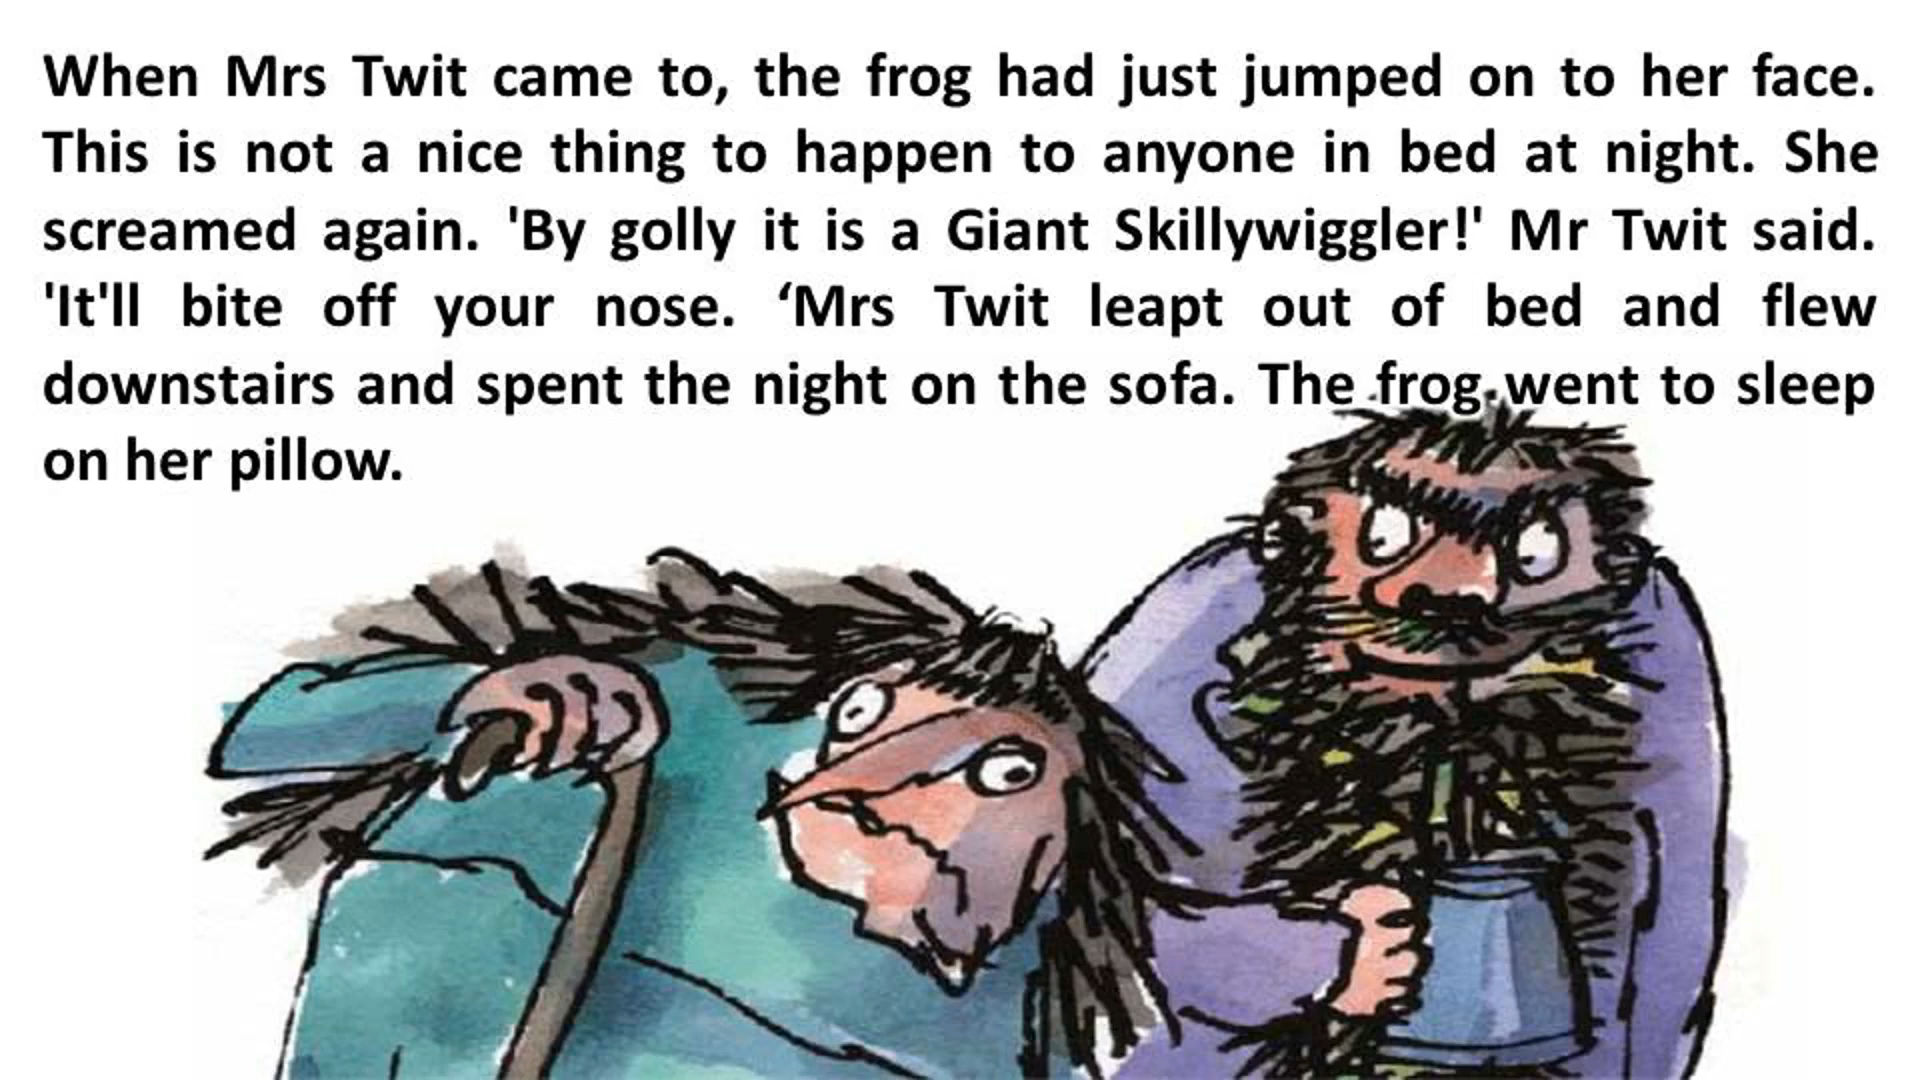 When Mrs Twit came to, the frog had just jumped on to her face.
This is not a nice thing to happen to anyone in bed at night. She
screamed again. 'By golly it is a Giant Skillywiggler!' Mr Twit said.
'It'll bite off your nose. ‘Mrs Twit leapt out of bed and flew
downstairs and spent the night on the sofa. The frog went to sleep
on her pillow.